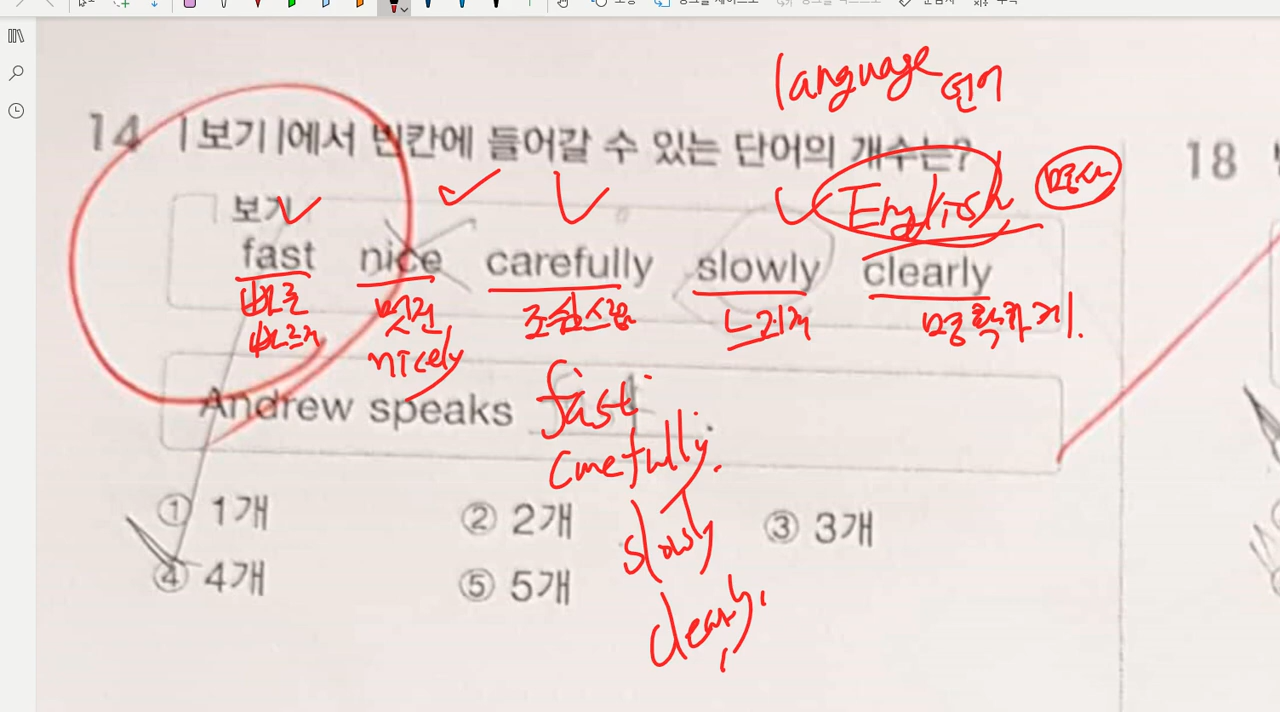 language 언어
14 |보기|에서 빈칸에 들어갈 수 있는 단어의 개수는?
18
English 명사
보기
fast nice carefully slowly clearly
빠른 멋진 조심스럽 느리게 명확하게.
빠르게 nicely
Andrew speaks fast.
carefully.
① 1개 ② 2개 ③ 3개
slowly
④ 4개 ⑤ 5개
clearly.